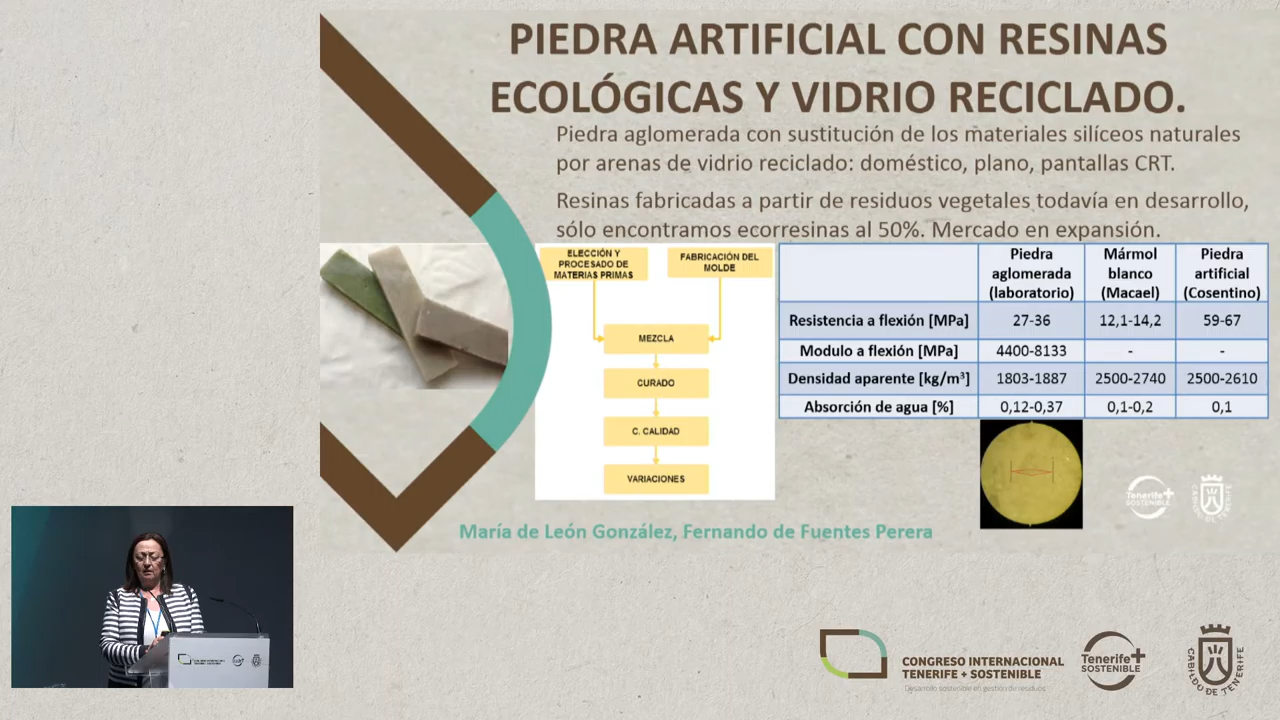 PIEDRA ARTIFICIAL CON RESINAS
ECOLÓGICAS Y VIDRIO RECICLADO.
Piedra aglomerada con sustitución de los materiales silíceos naturales
por arenas de vidrio reciclado: doméstico, plano, pantallas CRT.
Resinas fabricadas a partir de residuos vegetales todavía en desarrollo,
sólo encontramos ecorresinas al 50%. Mercado en expansión.
ELECCIÓN Y
PROCESADO DE
MATERIAS PRIMAS
FABRICACIÓN DEL
MOLDE
MEZCLA
CURADO
C. CALIDAD
VARIACIONES
Piedra
aglomerada
(laboratorio)
Mármol
blanco
(Macael)
Piedra
artificial
(Cosentino)
Resistencia a flexión [MPa] 27-36 12,1-14,2 59-67
Modulo a flexión [MPa] 4400-8133 - -
Densidad aparente [kg/m³] 1803-1887 2500-2740 2500-2610
Absorción de agua [%] 0,12-0,37 0,1-0,2 0,1
Tenerife+
SOSTENIBLE
CABILDO DE TENERIFE
María de León González, Fernando de Fuentes Perera
CONGRESO INTERNACIONAL
TENERIFE + SOSTENIBLE
Desarrollo sostenible en gestión de residuos
Tenerife+
SOSTENIBLE
CABILDO DE TENERIFE